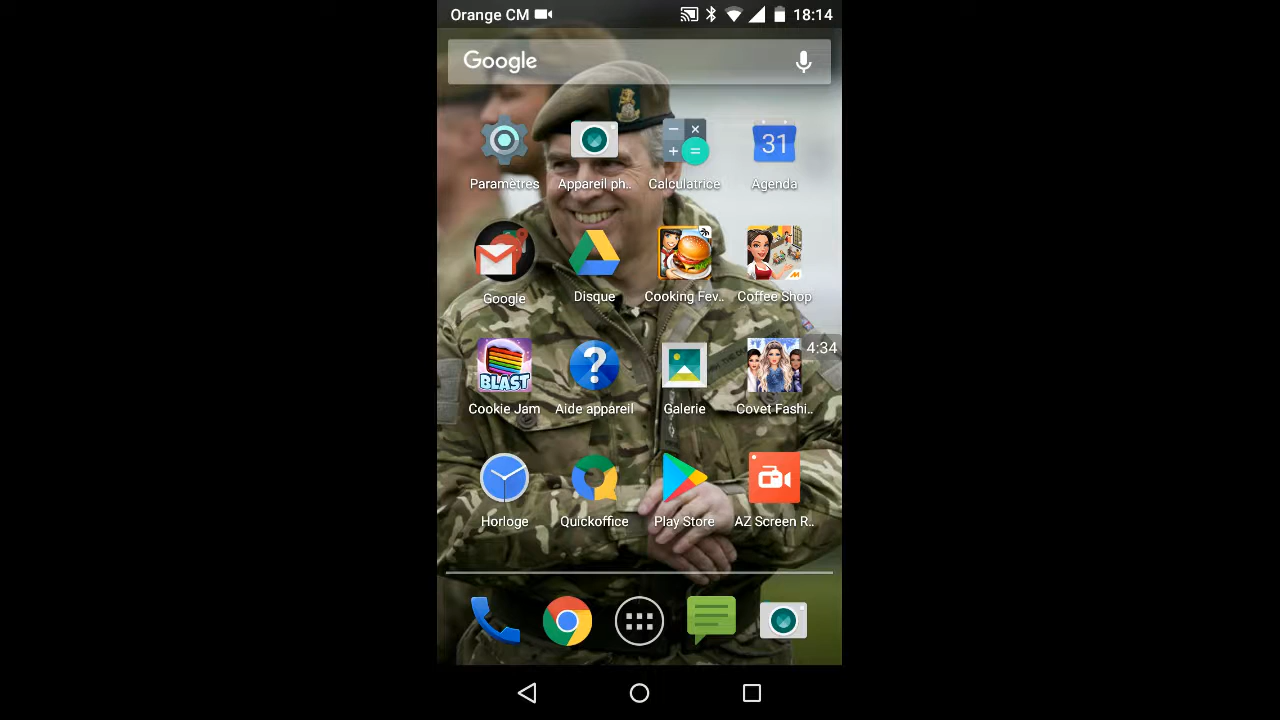 Orange CM
18:14
Google
Paramètres
Appareil ph..
Calculatrice
31
Agenda
Google
Disque
Cooking Fev..
Coffee Shop
4:34
BLAST
Cookie Jam
Aide appareil
Galerie
Covet Fashi..
Horloge
Quickoffice
Play Store
AZ Screen R..